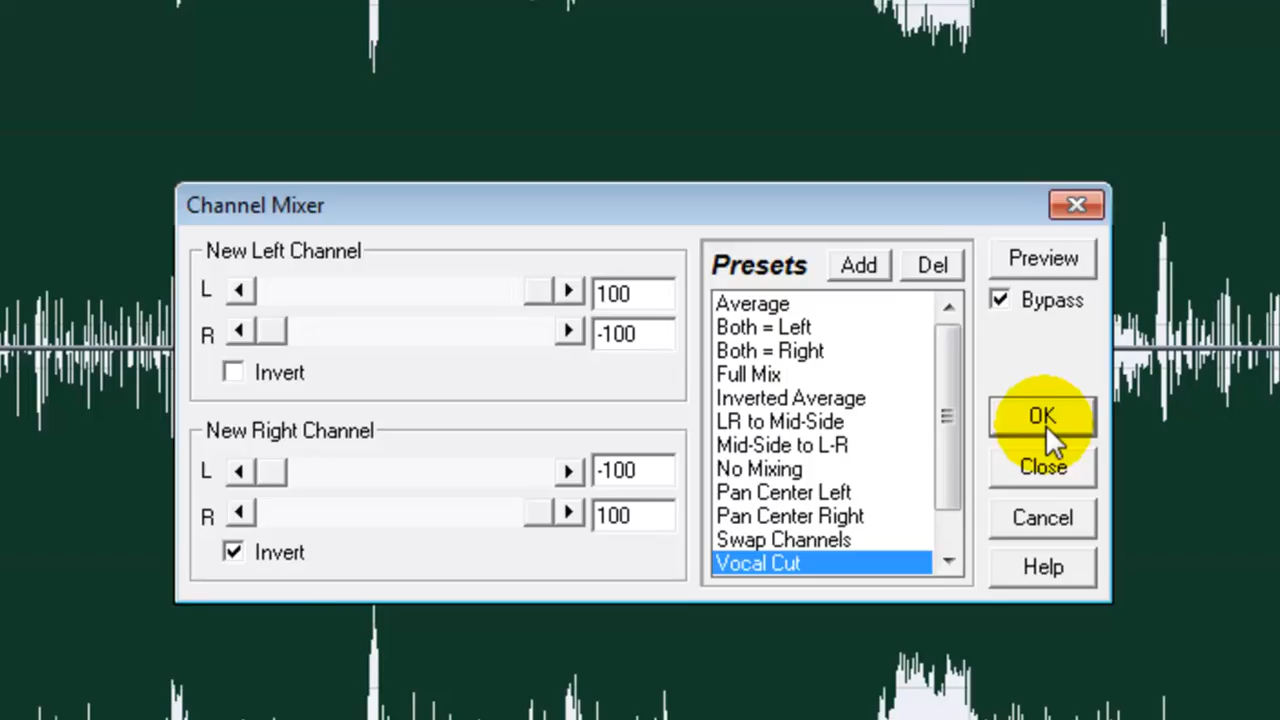 Channel Mixer
New Left Channel
L 100
R -100
Invert
New Right Channel
L -100
R 100
Invert
Presets Add Del
Average
Both = Left
Both = Right
Full Mix
Inverted Average
LR to Mid-Side
Mid-Side to L-R
No Mixing
Pan Center Left
Pan Center Right
Swap Channels
Vocal Cut
Preview
Bypass
OK
Close
Cancel
Help